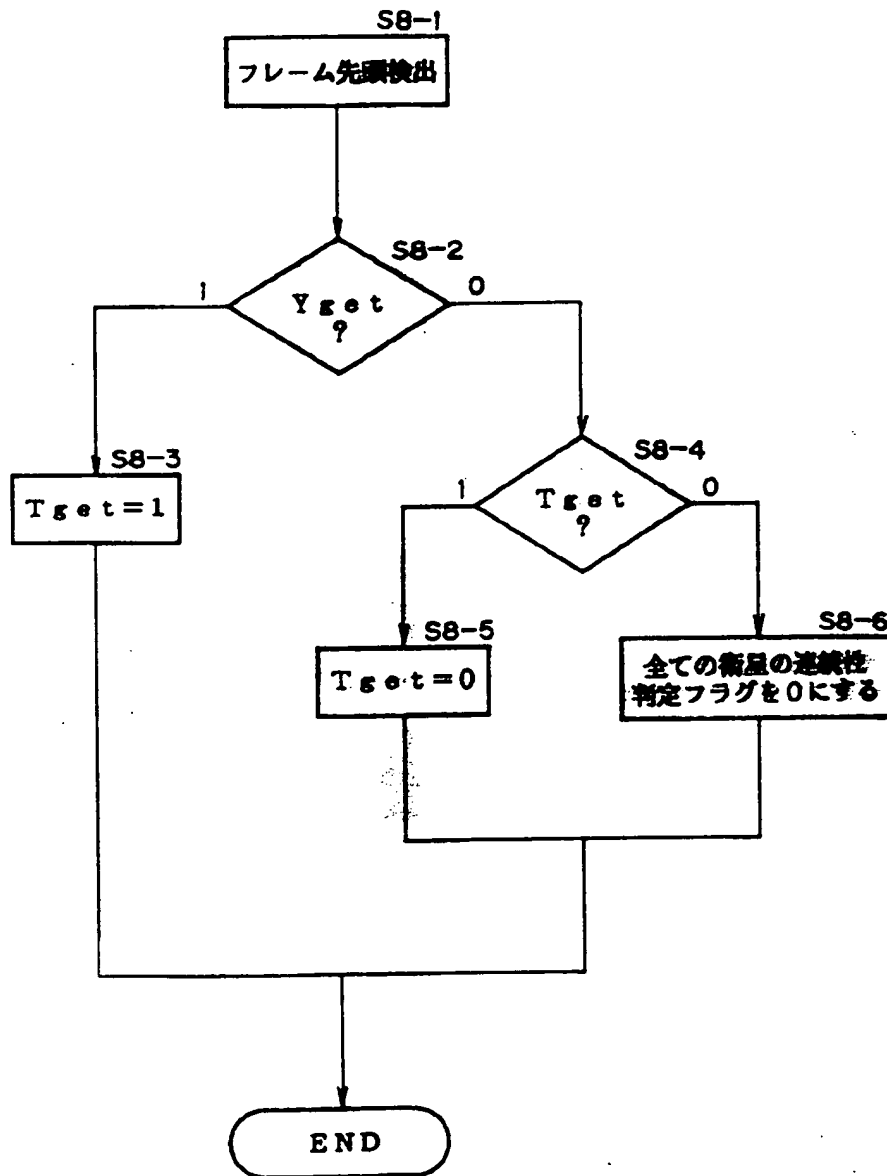 S8-1
フレーム先頭検出
S8-2
1
Yget
?
0
S8-3
Tget=1
S8-4
1
Tget
?
0
S8-5
Tget=0
S8-6
全ての衛星の連続性
判定フラグを0にする
END